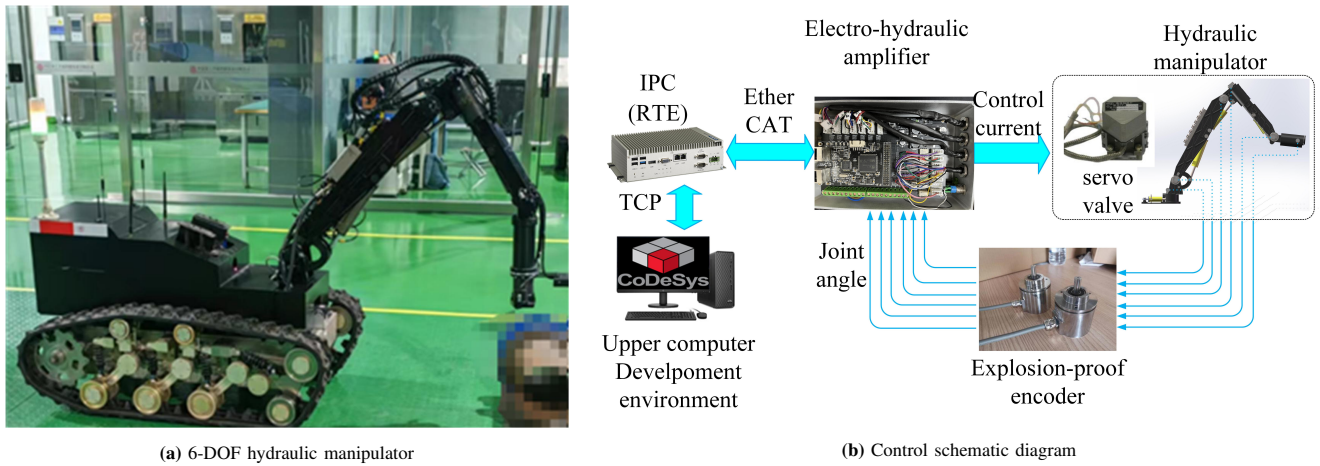 IPC
(RTE)
Ether
CAT
Electro-hydraulic
amplifier
Control
current
Hydraulic
manipulator
servo
valve
TCP
CoDeSys
Joint
angle
Upper computer
Develpoment
environment
Explosion-proof
encoder
(a) 6-DOF hydraulic manipulator
(b) Control schematic diagram